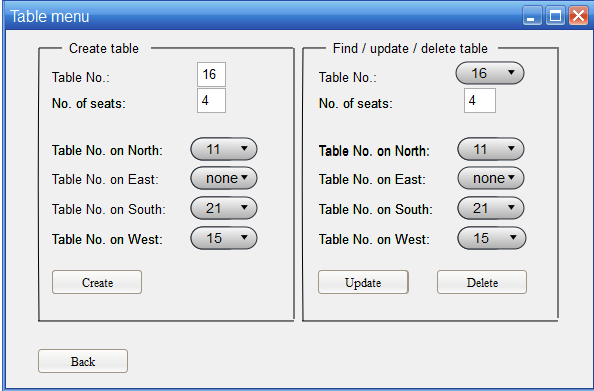 Table menu
Create table
Table No.: 16
No. of seats: 4
Table No. on North: 11
Table No. on East: none
Table No. on South: 21
Table No. on West: 15
Create
Find / update / delete table
Table No.: 16
No. of seats: 4
Table No. on North: 11
Table No. on East: none
Table No. on South: 21
Table No. on West: 15
Update Delete
Back